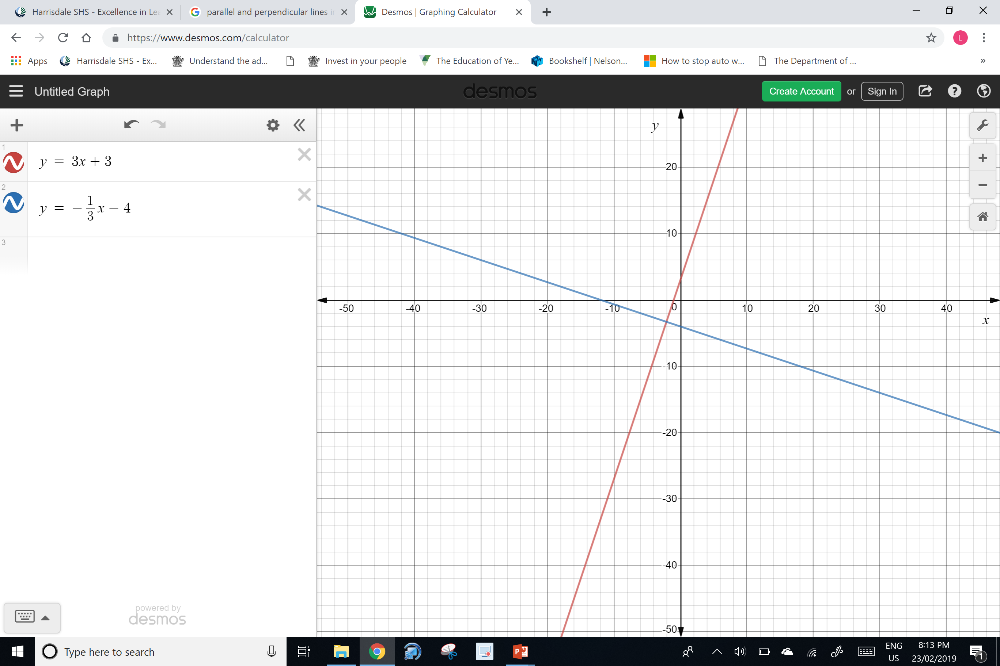 Harrisdale SHS - Excellence in Lea
parallel and perpendicular lines i
Desmos | Graphing Calculator
https://www.desmos.com/calculator
L
Apps
Harrisdale SHS - Ex...
Understand the ad...
Invest in your people
The Education of Ye...
Bookshelf | Nelson...
How to stop auto w...
The Department of ...
»
Untitled Graph
desmos
Create Account
or
Sign In
1
y = 3x + 3
2
y = -1/3 x - 4
3
y
20
10
-50
-40
-30
-20
-10
0
10
20
30
40
x
-10
-20
-30
-40
-50
powered by
desmos
Type here to search
ENG
US
8:13 PM
23/02/2019
1